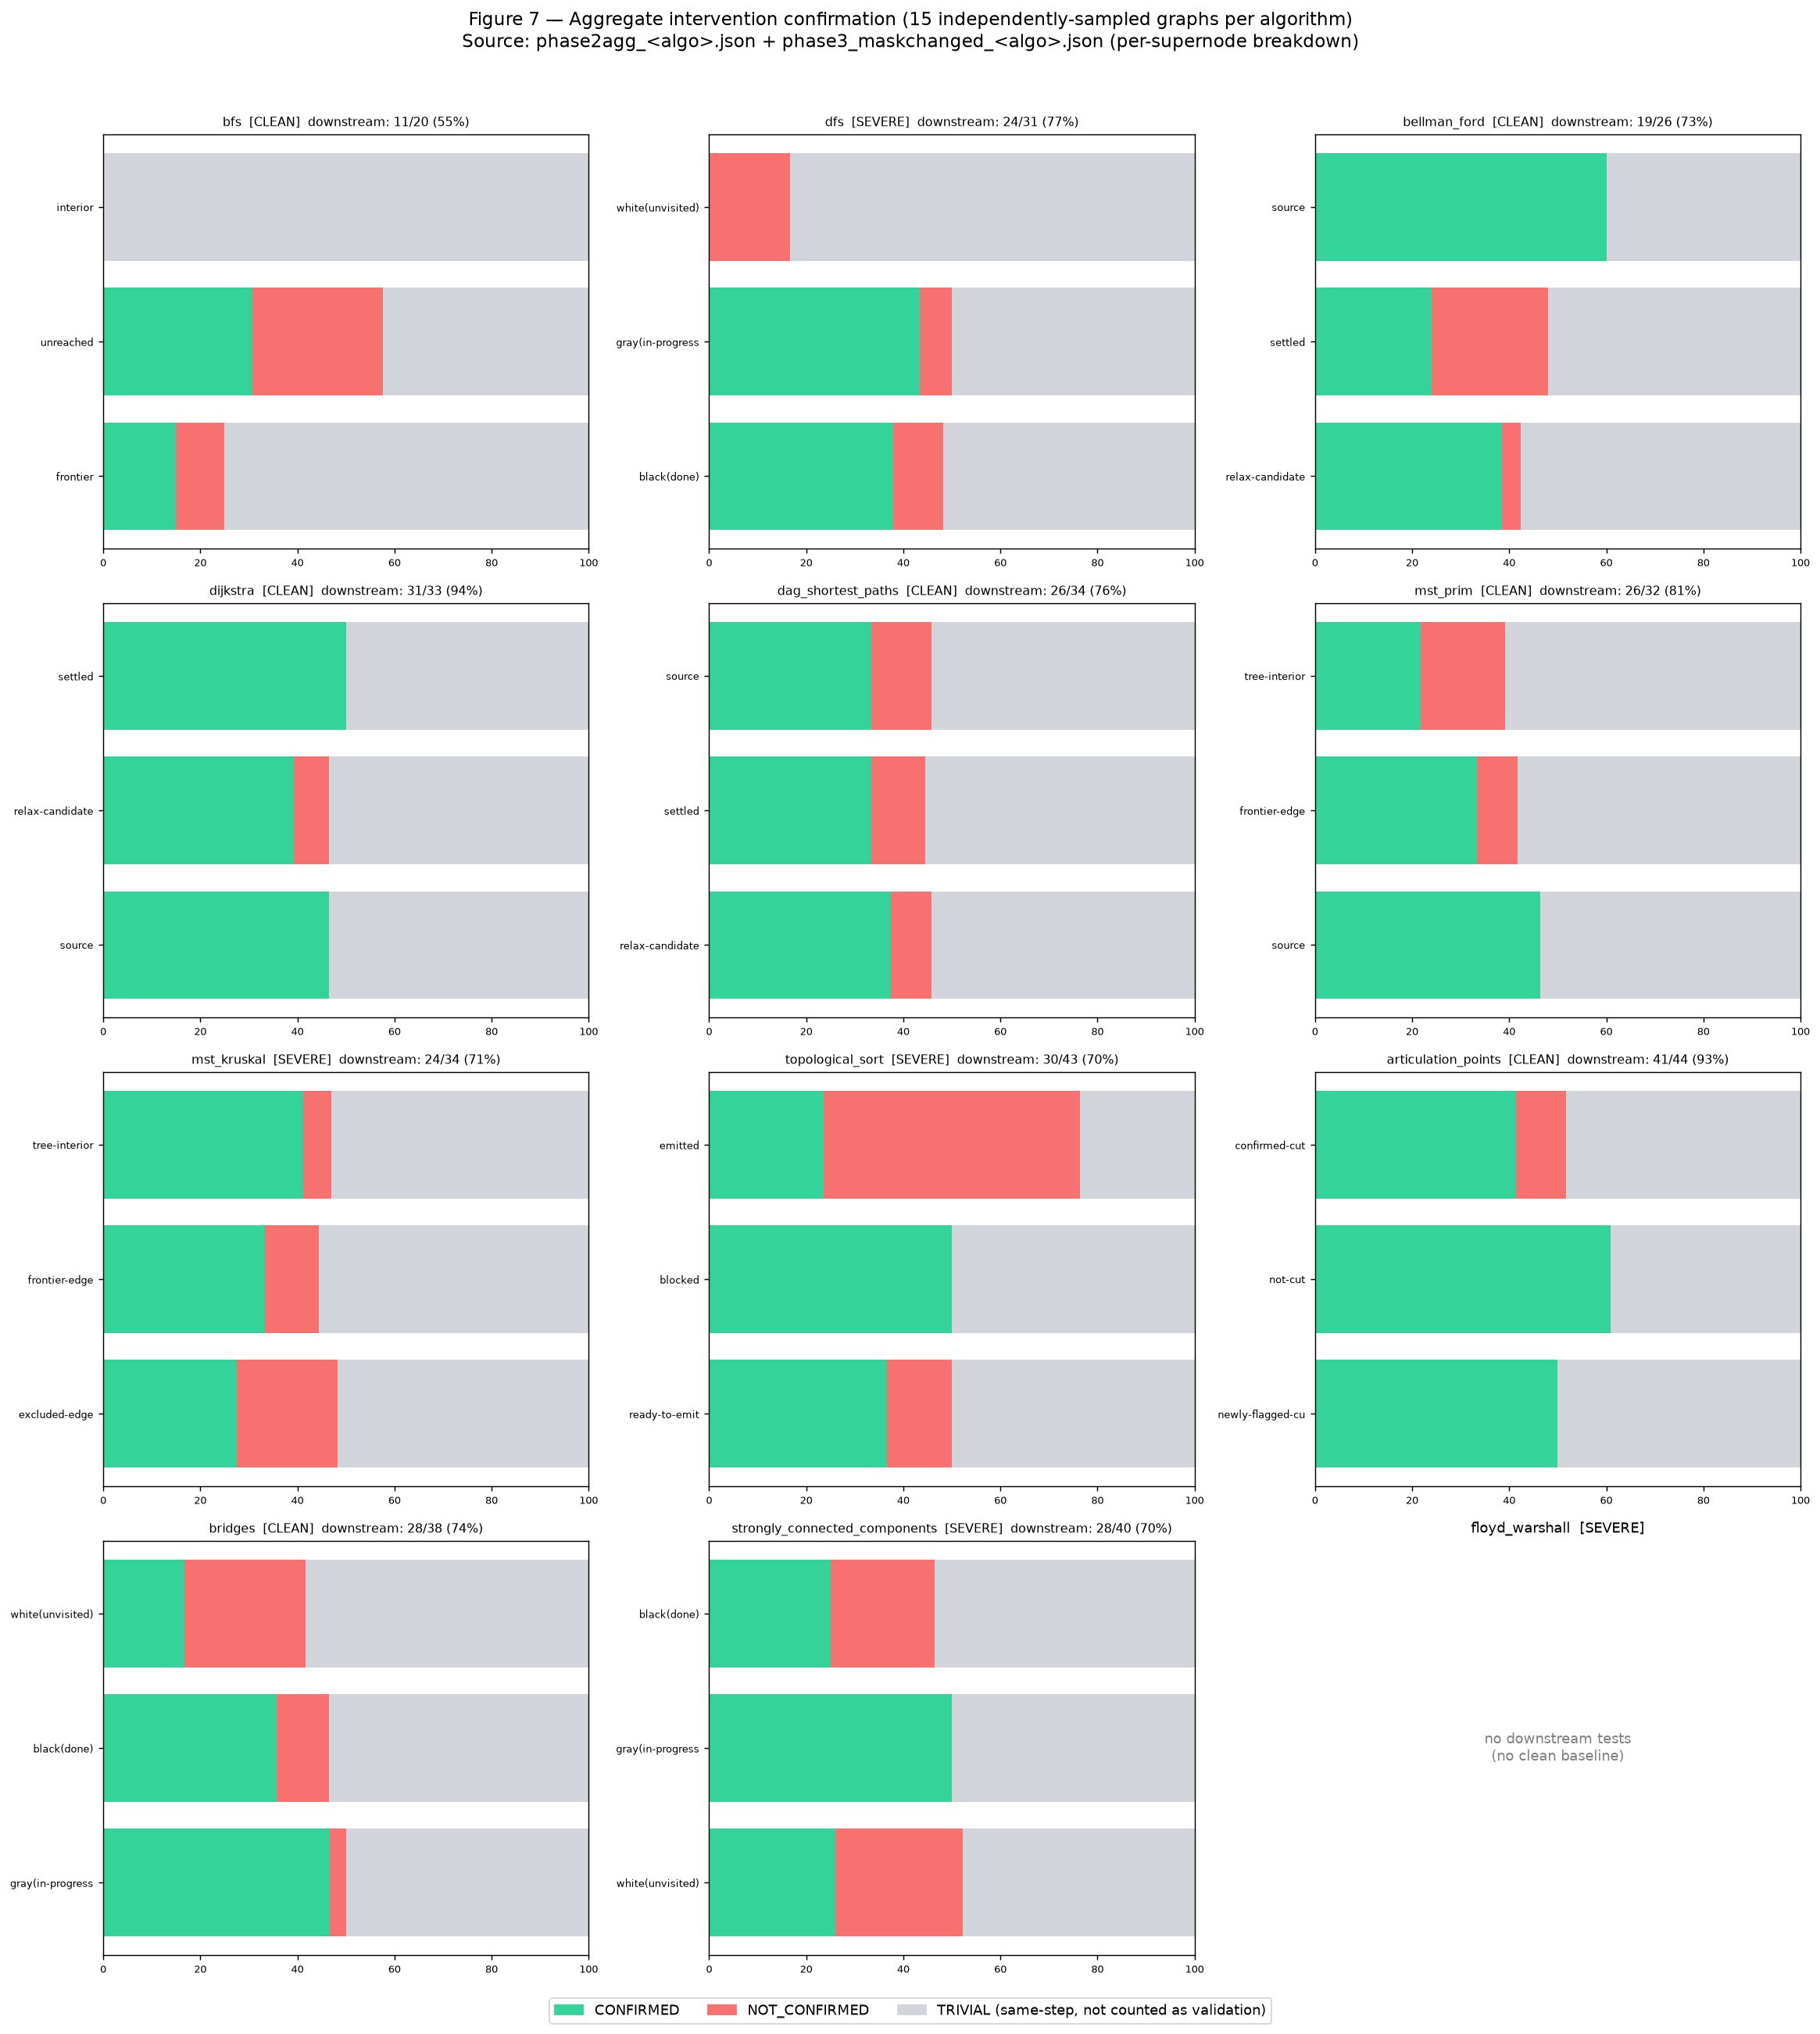 Figure 7 — Aggregate intervention confirmation (15 independently-sampled graphs per algorithm)
Source: phase2agg_<algo>.json + phase3_maskchanged_<algo>.json (per-supernode breakdown)
bfs  [CLEAN]  downstream: 11/20 (55%)
interior
unreached
frontier
0 20 40 60 80 100
dfs  [SEVERE]  downstream: 24/31 (77%)
white(unvisited)
gray(in-progress
black(done)
0 20 40 60 80 100
bellman_ford  [CLEAN]  downstream: 19/26 (73%)
source
settled
relax-candidate
0 20 40 60 80 100
dijkstra  [CLEAN]  downstream: 31/33 (94%)
settled
relax-candidate
source
0 20 40 60 80 100
dag_shortest_paths  [CLEAN]  downstream: 26/34 (76%)
source
settled
relax-candidate
0 20 40 60 80 100
mst_prim  [CLEAN]  downstream: 26/32 (81%)
tree-interior
frontier-edge
source
0 20 40 60 80 100
mst_kruskal  [SEVERE]  downstream: 24/34 (71%)
tree-interior
frontier-edge
excluded-edge
0 20 40 60 80 100
topological_sort  [SEVERE]  downstream: 30/43 (70%)
emitted
blocked
ready-to-emit
0 20 40 60 80 100
articulation_points  [CLEAN]  downstream: 41/44 (93%)
confirmed-cut
not-cut
newly-flagged-cu
0 20 40 60 80 100
bridges  [CLEAN]  downstream: 28/38 (74%)
white(unvisited)
black(done)
gray(in-progress
0 20 40 60 80 100
strongly_connected_components  [SEVERE]  downstream: 28/40 (70%)
black(done)
gray(in-progress
white(unvisited)
0 20 40 60 80 100
floyd_warshall  [SEVERE]
no downstream tests
(no clean baseline)
CONFIRMED
NOT_CONFIRMED
TRIVIAL (same-step, not counted as validation)